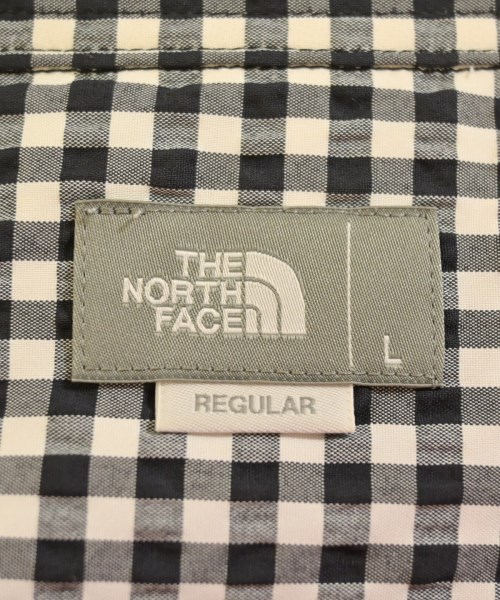 THE
NORTH
FACE
L
REGULAR